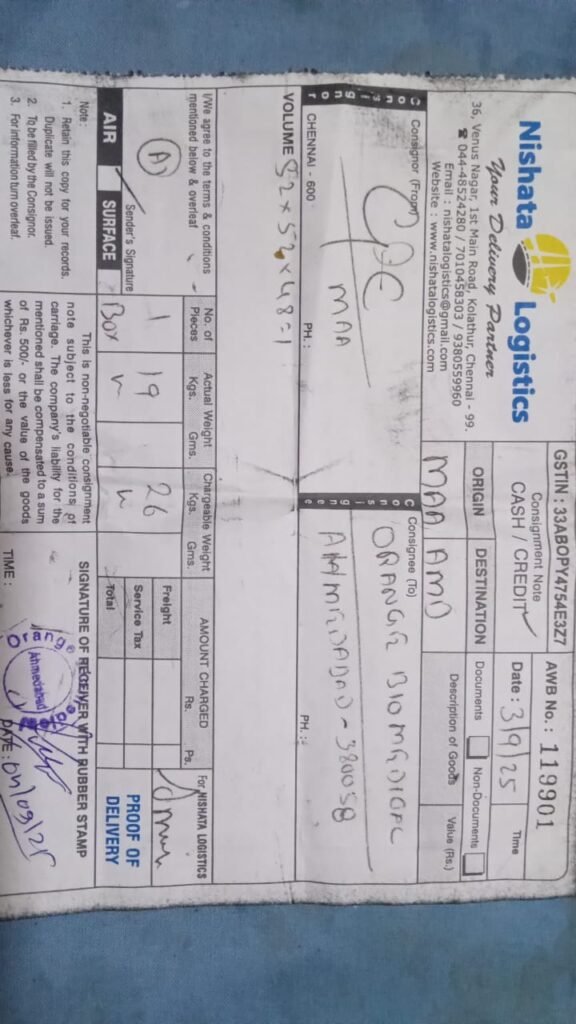 Nishata Logistics
Your Delivery Partner
36, Venus Nagar, 1st Main Road, Kolathur, Chennai - 99.
☎ 044-48524280 / 7010458303 / 9380559960
Email : nishatalogistics@gmail.com
Website : www.nishatalogistics.com
GSTIN: 33ABOPY4754E3Z7
Consignment Note
CASH / CREDIT
AWB No.: 119901
Date : 3/9/25
Time
ORIGIN
DESTINATION
MAA
AMD
Documents
Non-Documents
Description of Goods
Value (Rs.)
Consignor
Consignor (From)
CPC
MAA
CHENNAI - 600
PH. :
Consignee
Consignee (To)
ORANGE BIOMEDICAL
AHMEDABAD - 380058
PH. :
VOLUME 52 x 52 x 48 = 1
I/We agree to the terms & conditions
mentioned below & overleaf
Sender's Signature
AIR
SURFACE
No. of
Pieces
1
Box
Actual Weight
Kgs. Gms.
19
Chargeable Weight
Kgs. Gms.
26
AMOUNT CHARGED
Rs. Ps.
Freight
Service Tax
Total
For NISHATA LOGISTICS
PROOF OF
DELIVERY
Note :
1. Retain this copy for your records.
Duplicate will not be issued.
2. To be filled by the Consignor.
3. For information turn overleaf.
This is non-negotiable consignment
note subject to the conditions of
carriage. The company's liability for the
mentioned shall be compensated to a sum
of Rs. 500/- or the value of the goods
whichever is less for any cause.
SIGNATURE OF RECEIVER WITH RUBBER STAMP
Orange
Ahmedabad
TIME :
DATE : 04/09/25